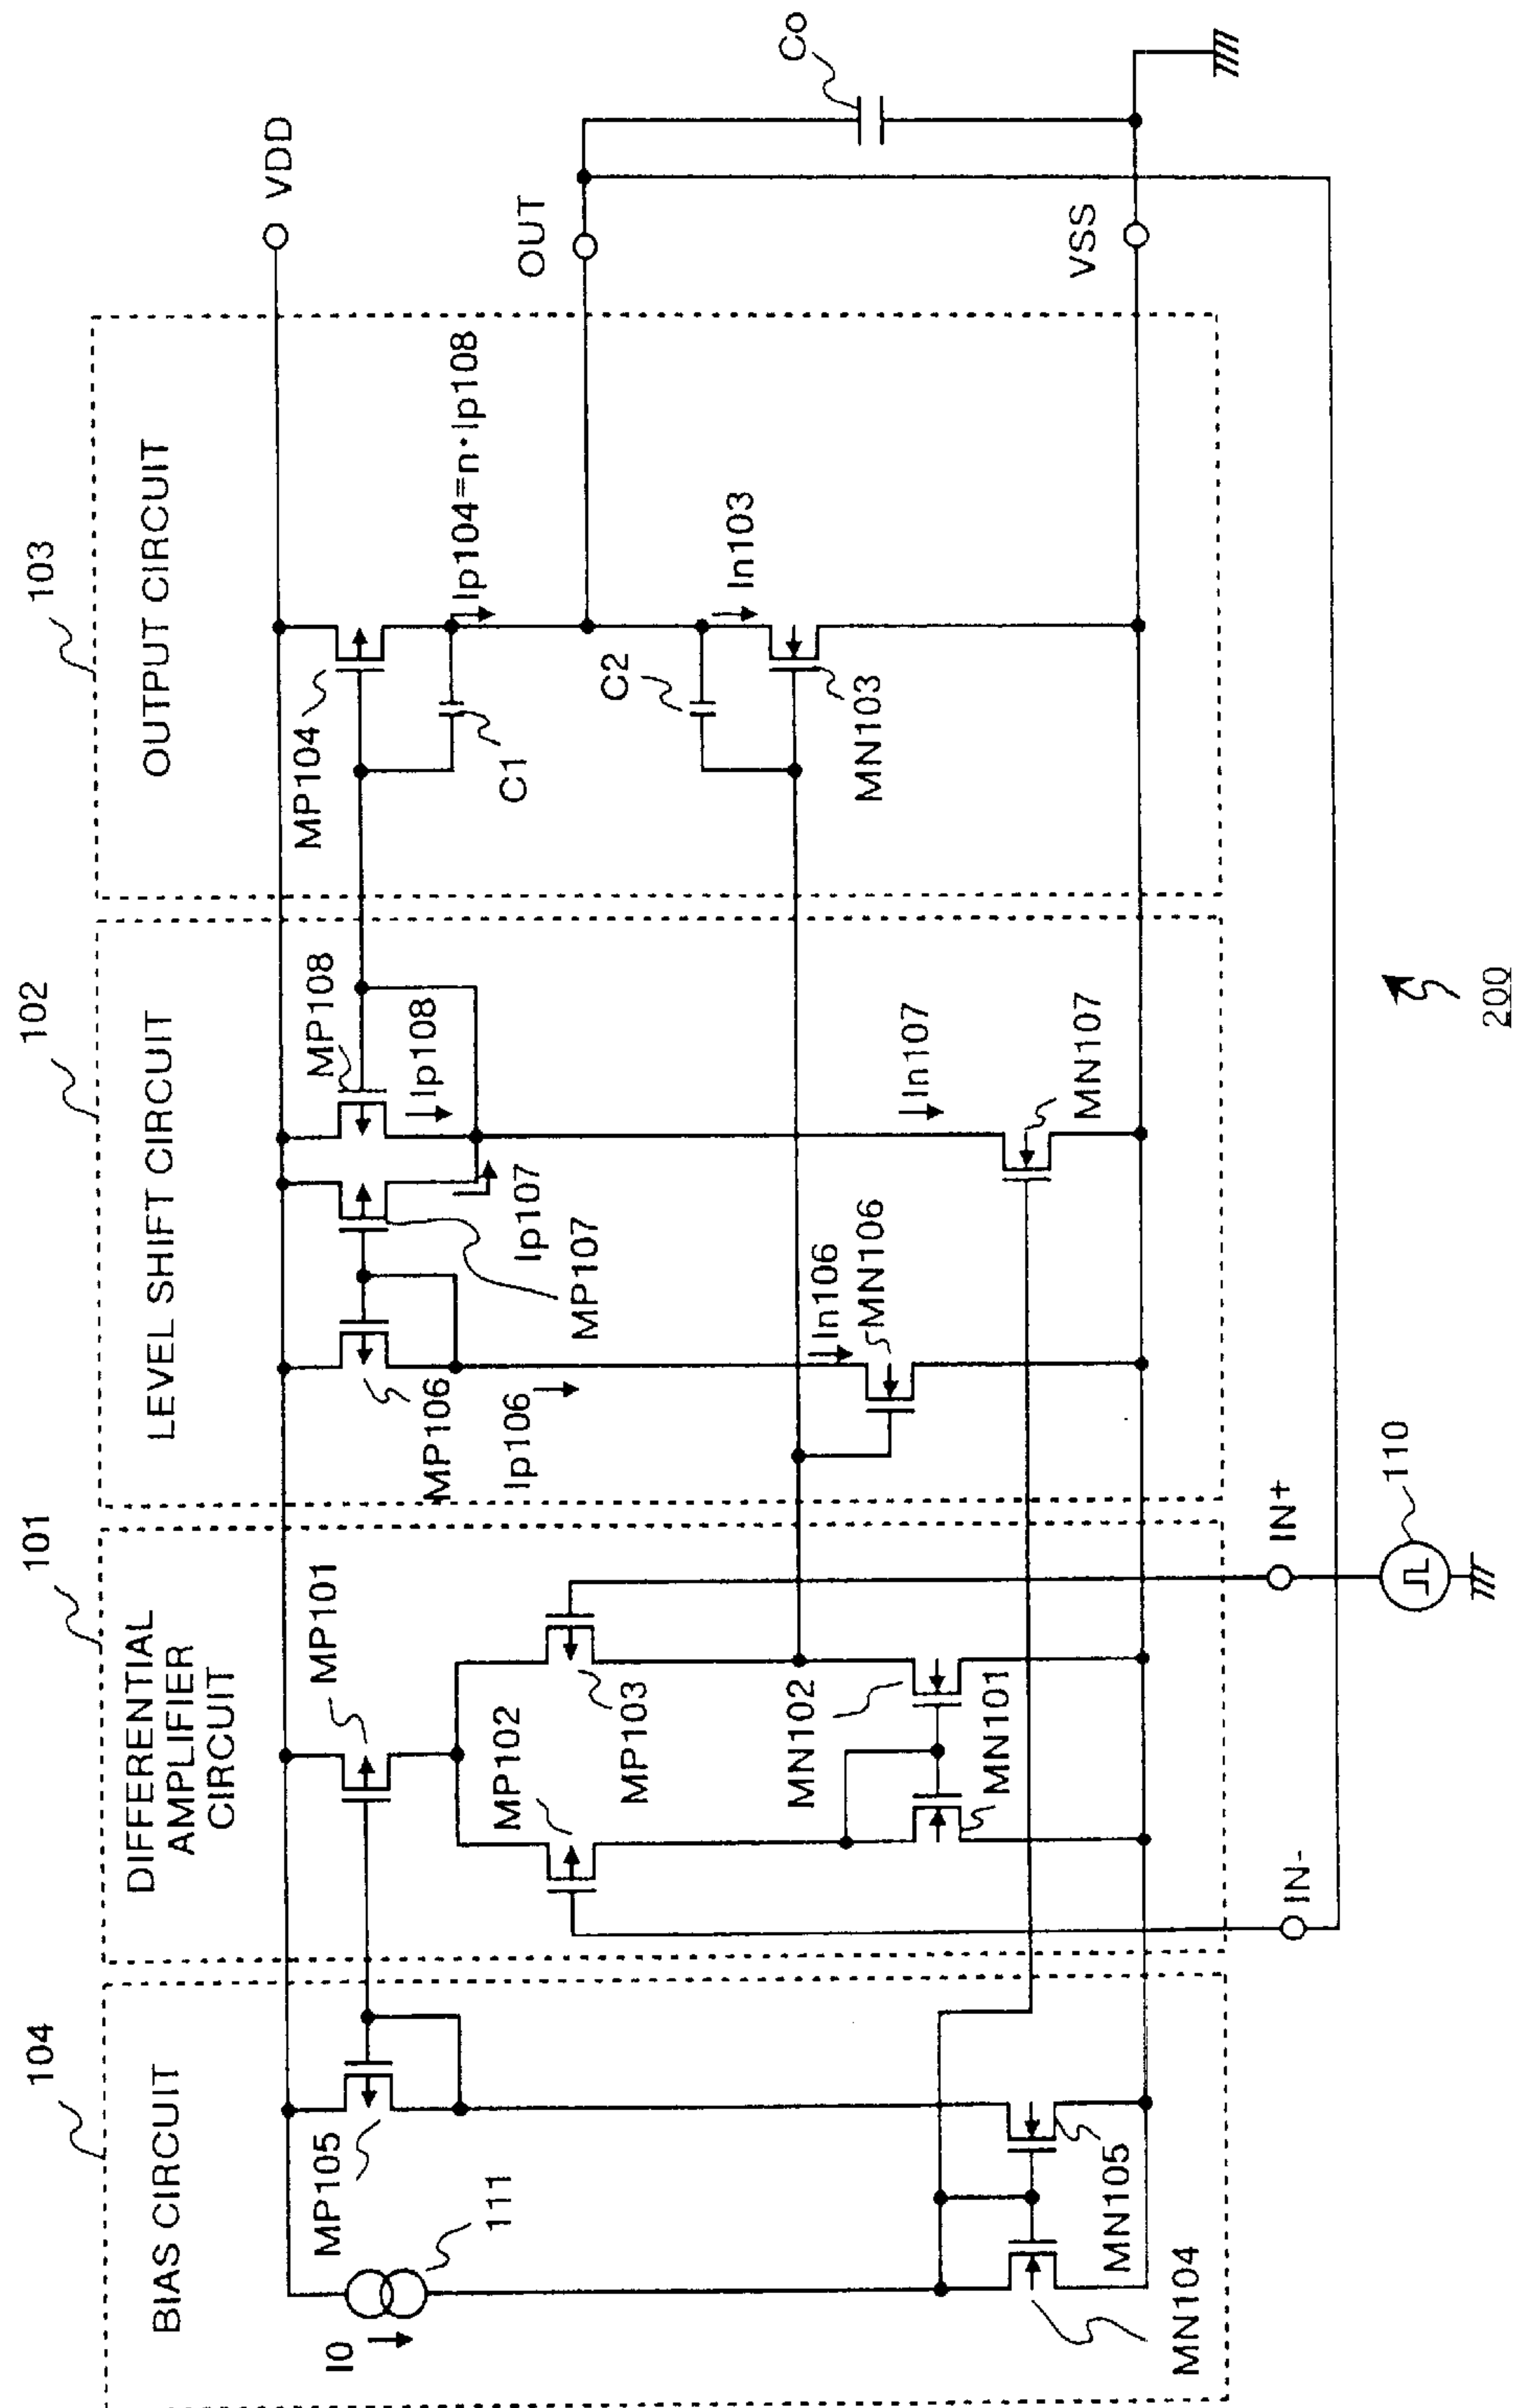 104
BIAS CIRCUIT
I0
111
MP105
MN104
MN105
101
DIFFERENTIAL
AMPLIFIER
CIRCUIT
MP101
MP102
MP103
MN102
MN101
IN-
IN+
110
102
LEVEL SHIFT CIRCUIT
MP106
Ip106
MP107
Ip107
MP108
Ip108
In106
MN106
In107
MN107
103
OUTPUT CIRCUIT
MP104
C1
Ip104=n·Ip108
C2
In103
MN103
VDD
OUT
VSS
Co
200